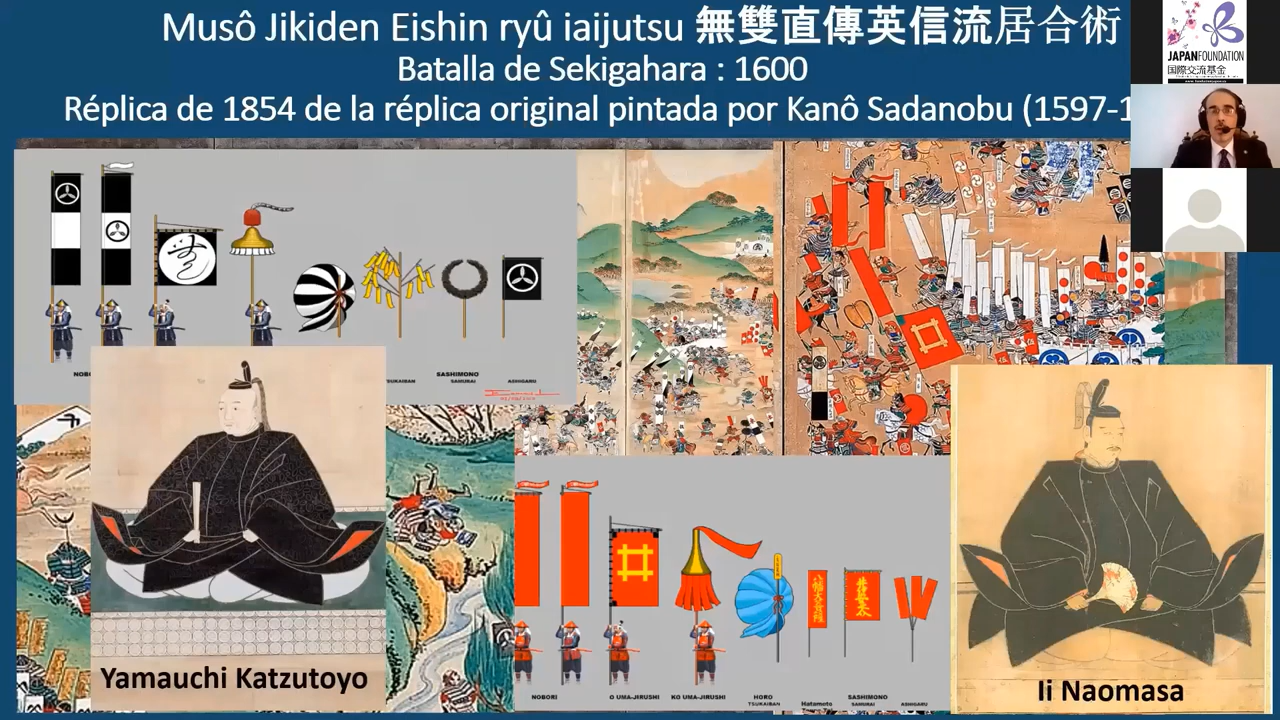 Musô Jikiden Eishin ryû iaijutsu 無雙直傳英信流居合術
Batalla de Sekigahara : 1600
Réplica de 1854 de la réplica original pintada por Kanô Sadanobu (1597-1
JAPANFOUNDATION
国際交流基金
NOBO
TSUKAIBAN
SASHIMONO
SAMURAI
ASHIGARU
Yamauchi Katzutoyo
NOBORI
O UMA-JIRUSHI
KO UMA-JIRUSHI
HORO
TSUKAIBAN
Hatamoto
SASHIMONO
SAMURAI
ASHIGARU
Ii Naomasa